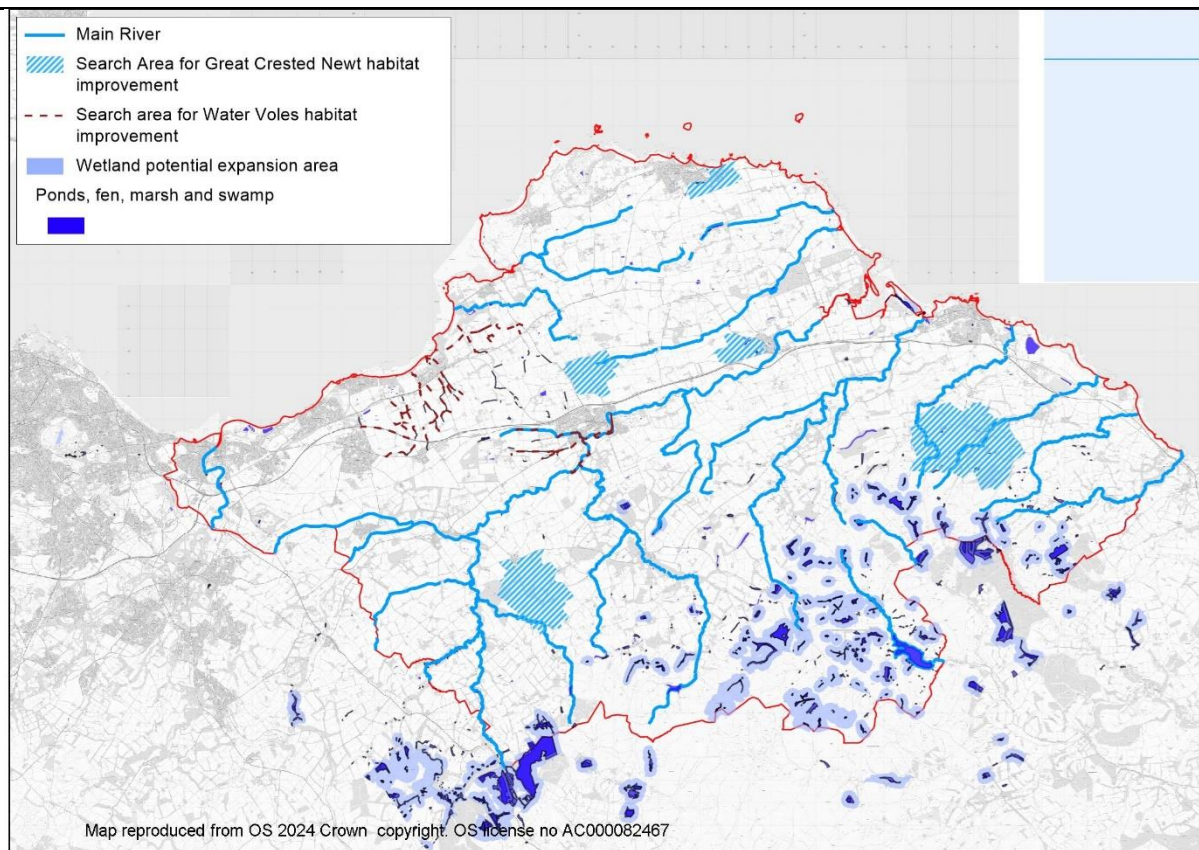 Main River
Search Area for Great Crested Newt habitat
improvement
Search area for Water Voles habitat
improvement
Wetland potential expansion area
Ponds, fen, marsh and swamp
Map reproduced from OS 2024 Crown copyright. OS license no AC000082467